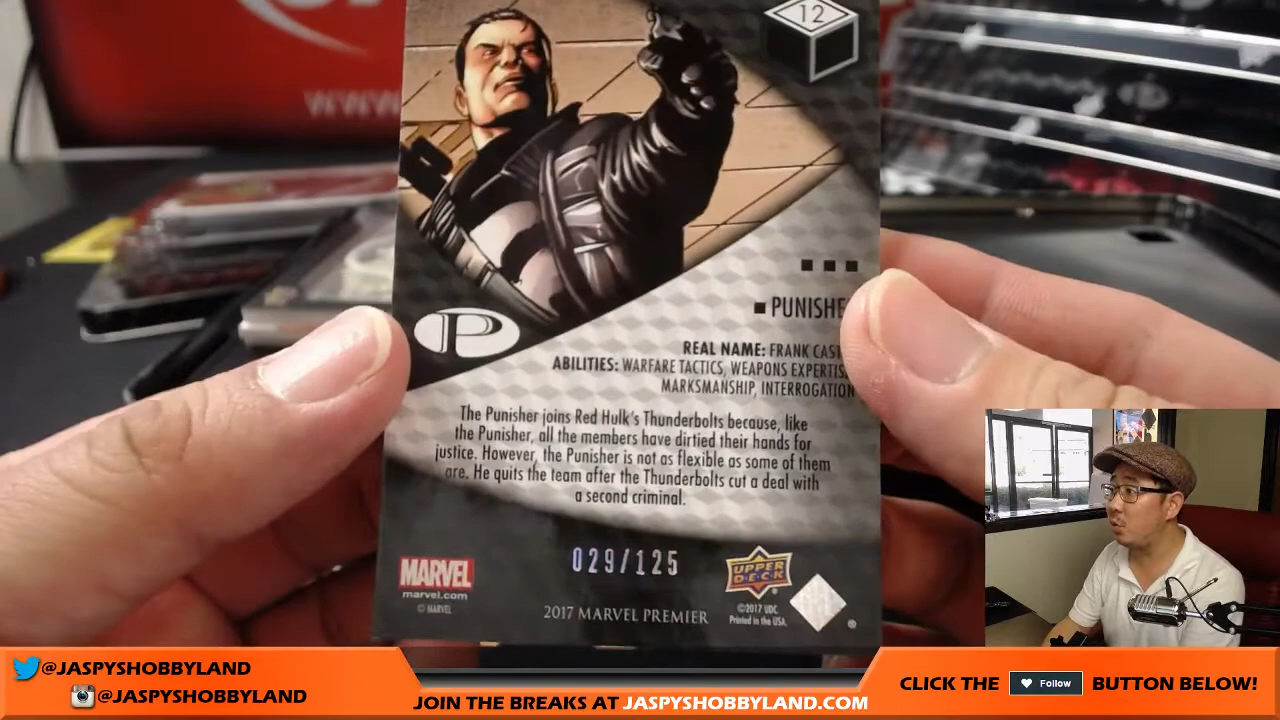 WWW.
12
PUNISHE
P
REAL NAME: FRANK CAST
ABILITIES: WARFARE TACTICS, WEAPONS EXPERTIS
MARKSMANSHIP, INTERROGATION
The Punisher joins Red Hulk's Thunderbolts because, like
the Punisher, all the members have dirtied their hands for
justice. However, the Punisher is not as flexible as some of them
are. He quits the team after the Thunderbolts cut a deal with
a second criminal.
029/125
MARVEL
marvel.com
© MARVEL
2017 MARVEL PREMIER
UPPER
D·E·C·K
©2017 UDC.
Printed in the USA.
@JASPYSHOBBYLAND
@JASPYSHOBBYLAND
JOIN THE BREAKS AT JASPYSHOBBYLAND.COM
CLICK THE Follow BUTTON BELOW!